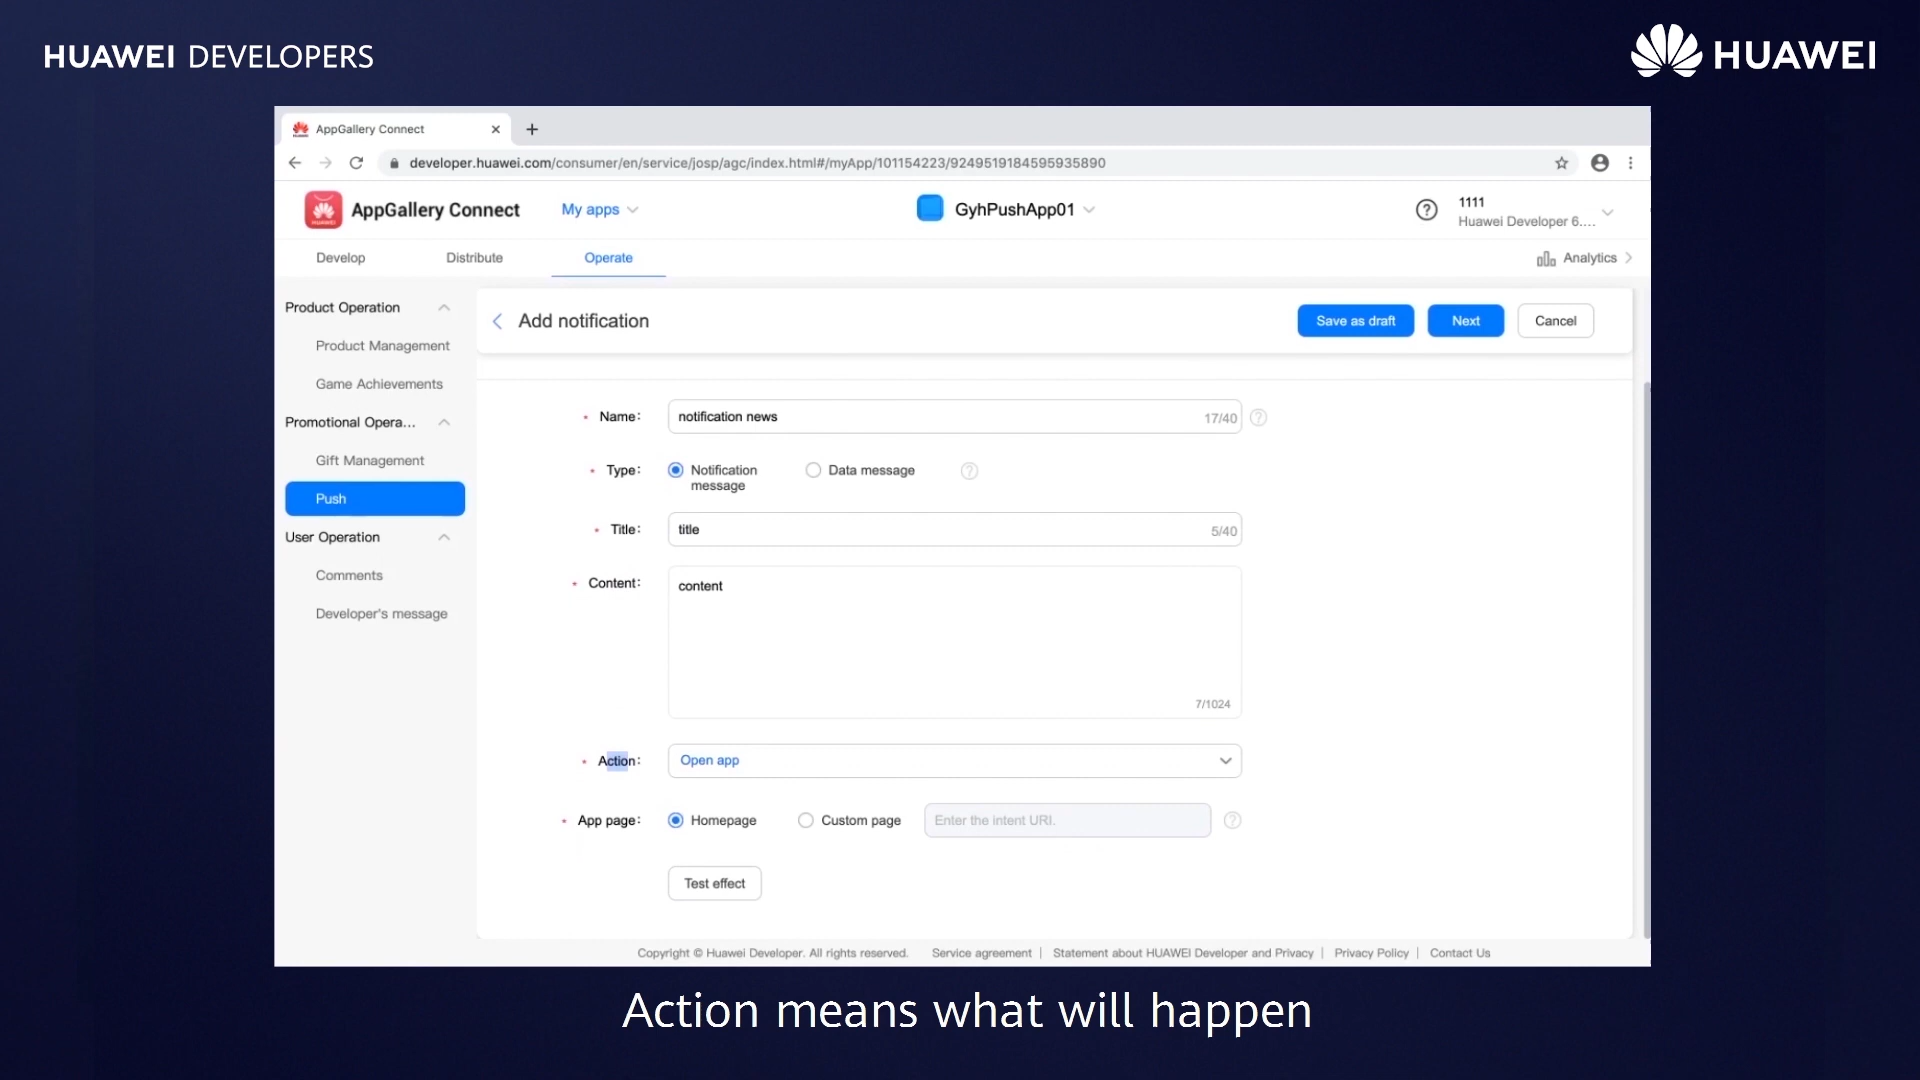 HUAWEI DEVELOPERS
HUAWEI
AppGallery Connect
developer.huawei.com/consumer/en/service/josp/agc/index.html#/myApp/101154223/9249519184595935890
HUAWEI
AppGallery Connect
My apps
GyhPushApp01
1111
Huawei Developer 6....
Develop
Distribute
Operate
Analytics
Product Operation
Product Management
Game Achievements
Promotional Opera...
Gift Management
Push
User Operation
Comments
Developer's message
Add notification
Save as draft
Next
Cancel
* Name: notification news 17/40
* Type: Notification message Data message
* Title: title 5/40
* Content: content
7/1024
* Action: Open app
* App page: Homepage Custom page Enter the intent URI.
Test effect
Copyright © Huawei Developer. All rights reserved. Service agreement | Statement about HUAWEI Developer and Privacy | Privacy Policy | Contact Us
Action means what will happen